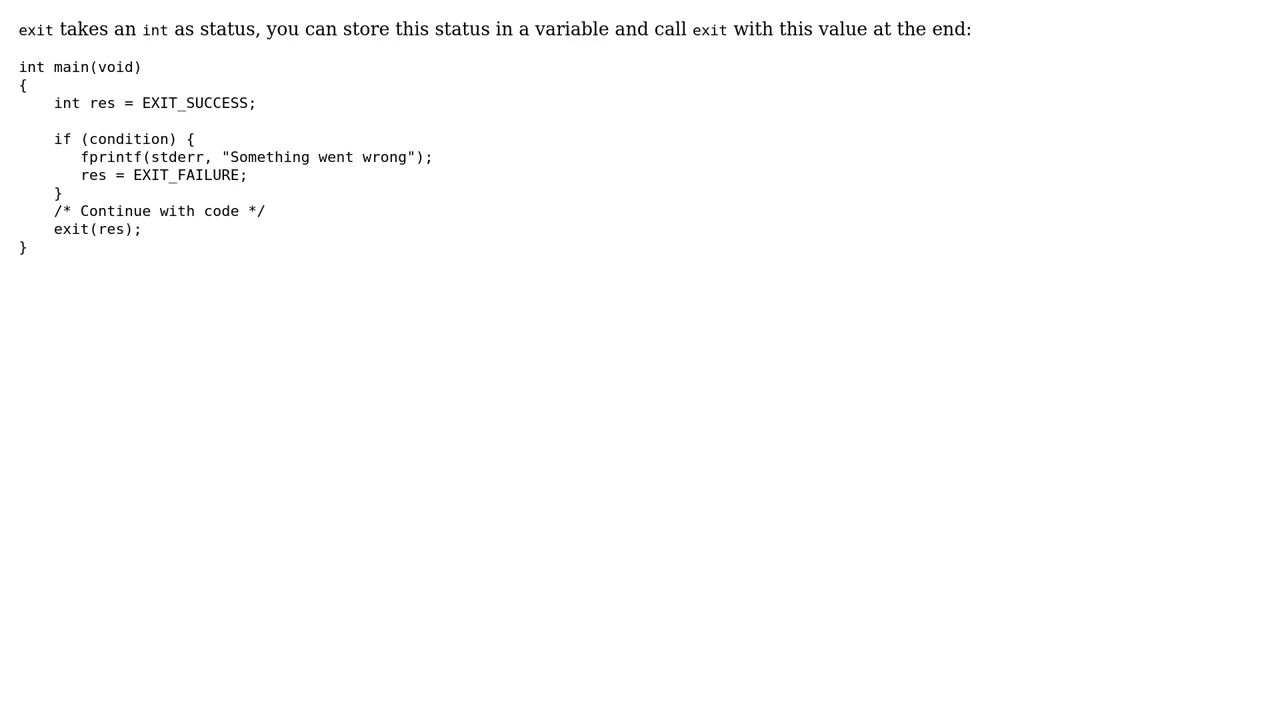 exit takes an int as status, you can store this status in a variable and call exit with this value at the end:
int main(void)
{
    int res = EXIT_SUCCESS;

    if (condition) {
       fprintf(stderr, "Something went wrong");
       res = EXIT_FAILURE;
    }
    /* Continue with code */
    exit(res);
}